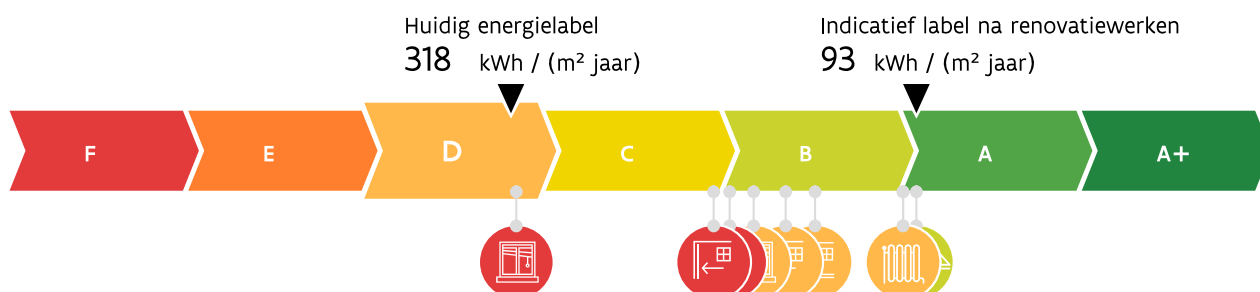 Huidig energielabel
318 kWh / (m² jaar)
Indicatief label na renovatiewerken
93 kWh / (m² jaar)
F E D C B A A+